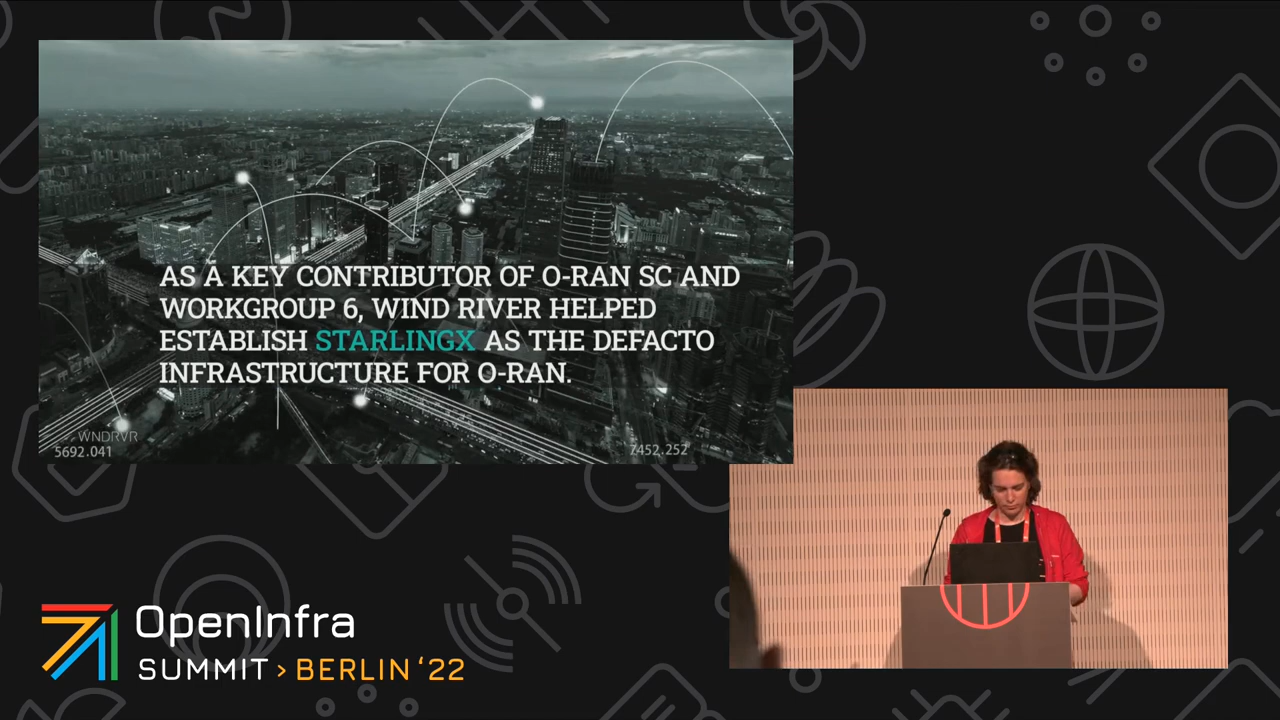 AS A KEY CONTRIBUTOR OF O-RAN SC AND
WORKGROUP 6, WIND RIVER HELPED
ESTABLISH STARLINGX AS THE DEFACTO
INFRASTRUCTURE FOR O-RAN.
WNDRVR
5692.041
7452.252
OpenInfra
SUMMIT > BERLIN ‘22